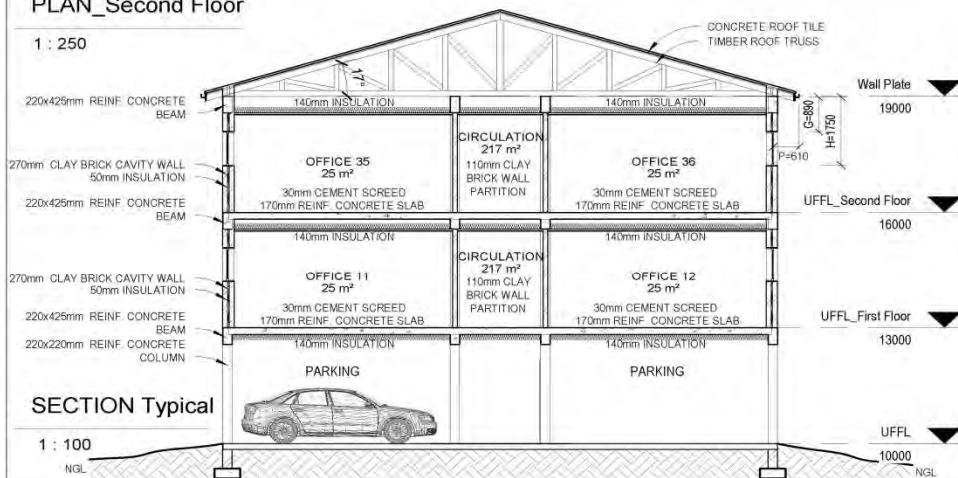 PLAN_Second Floor
1 : 250
CONCRETE ROOF TILE
TIMBER ROOF TRUSS
17°
220x425mm REINF. CONCRETE
BEAM
140mm INSULATION
140mm INSULATION
Wall Plate
19000
G=890
H=1750
P=610
CIRCULATION
217 m²
110mm CLAY
BRICK WALL
PARTITION
270mm CLAY BRICK CAVITY WALL
50mm INSULATION
OFFICE 35
25 m²
OFFICE 36
25 m²
30mm CEMENT SCREED
170mm REINF. CONCRETE SLAB
30mm CEMENT SCREED
170mm REINF. CONCRETE SLAB
220x425mm REINF. CONCRETE
BEAM
UFFL_Second Floor
16000
140mm INSULATION
140mm INSULATION
CIRCULATION
217 m²
110mm CLAY
BRICK WALL
PARTITION
270mm CLAY BRICK CAVITY WALL
50mm INSULATION
OFFICE 11
25 m²
OFFICE 12
25 m²
30mm CEMENT SCREED
170mm REINF. CONCRETE SLAB
30mm CEMENT SCREED
170mm REINF. CONCRETE SLAB
220x425mm REINF. CONCRETE
BEAM
UFFL_First Floor
13000
220x220mm REINF. CONCRETE
COLUMN
140mm INSULATION
140mm INSULATION
PARKING
PARKING
SECTION Typical
1 : 100
UFFL
10000
NGL
NGL